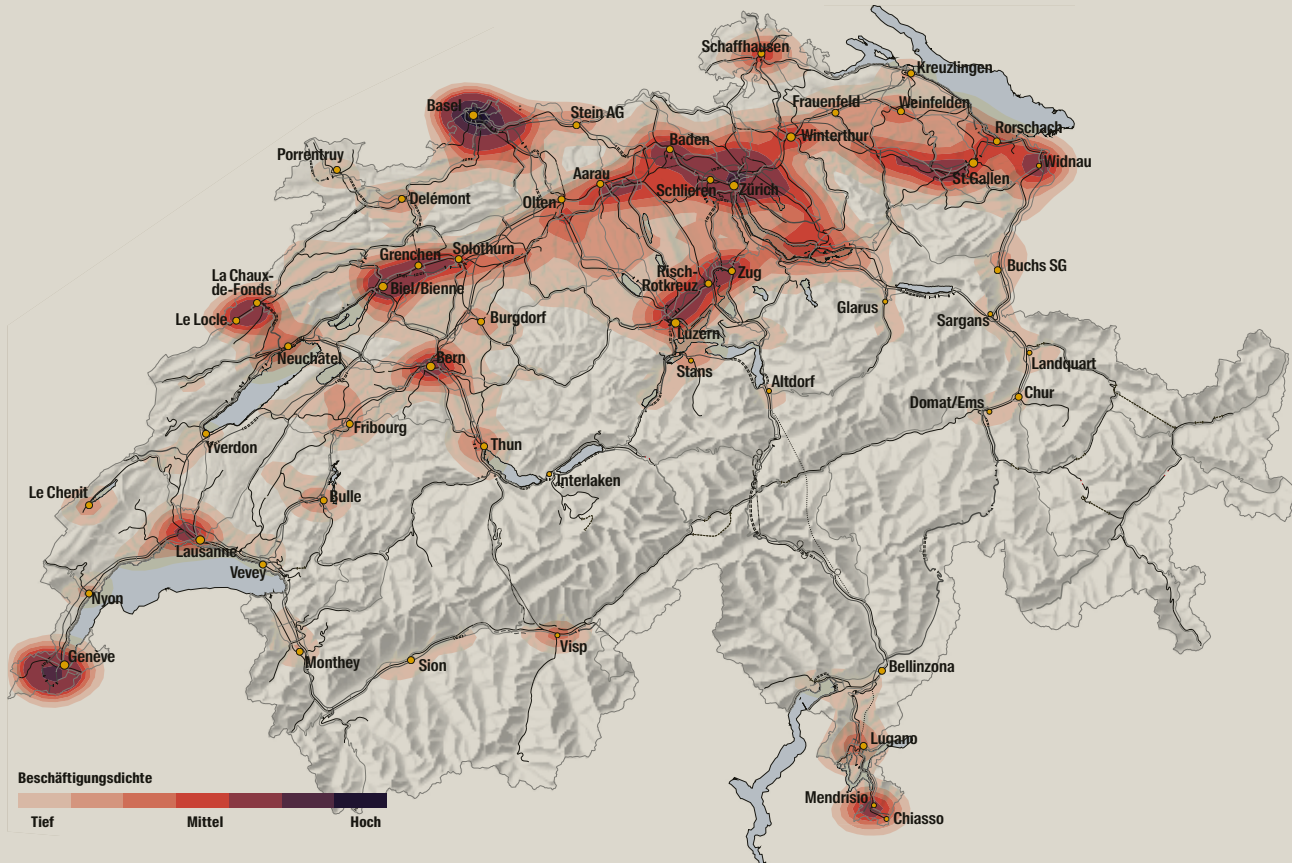 Schaffhausen
Kreuzlingen
Basel
Stein AG
Frauenfeld
Weinfelden
Rorschach
Baden
Winterthur
Porrentruy
Widnau
Aarau
St.Gallen
Schlieren
Zürich
Delémont
Olten
Solothurn
Grenchen
Buchs SG
La Chaux-
de-Fonds
Risch-
Rotkreuz
Zug
Biel/Bienne
Glarus
Le Locle
Burgdorf
Sargans
Luzern
Neuchâtel
Bern
Stans
Landquart
Altdorf
Chur
Domat/Ems
Fribourg
Yverdon
Thun
Interlaken
Le Chenit
Bulle
Lausanne
Vevey
Nyon
Visp
Genève
Monthey
Sion
Bellinzona
Lugano
Beschäftigungsdichte
Mendrisio
Chiasso
Tief
Mittel
Hoch